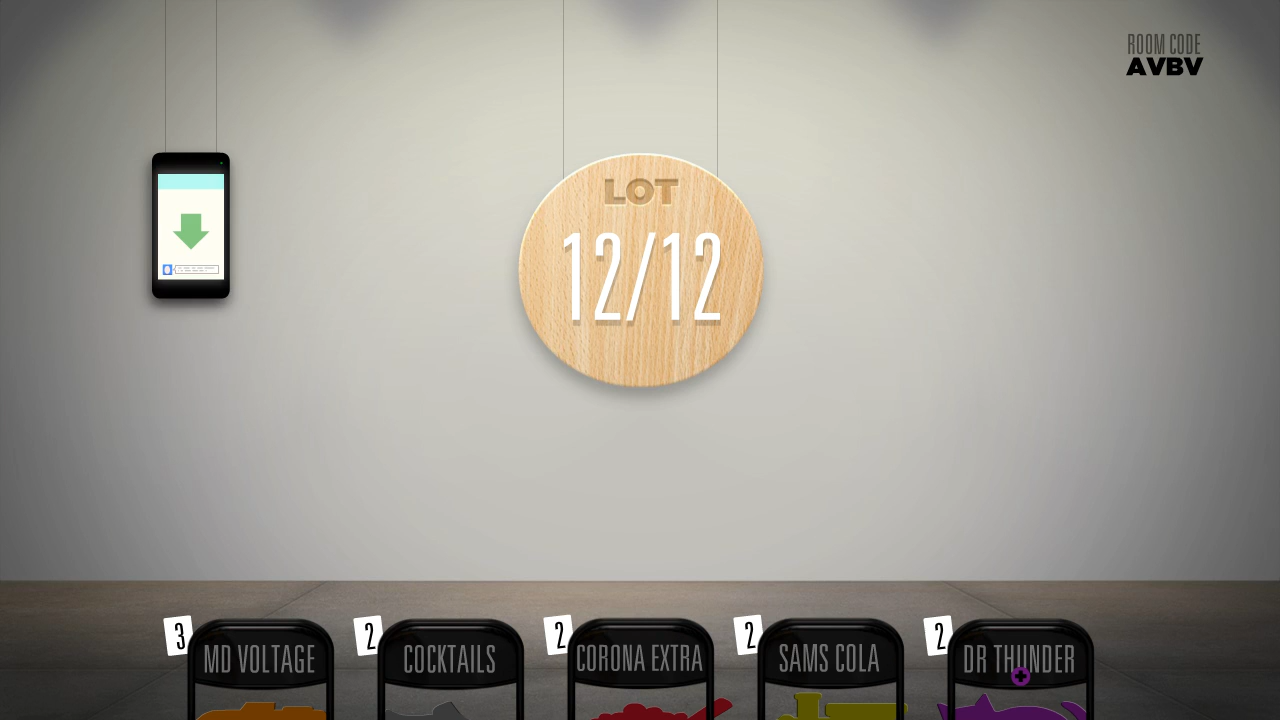 ROOM CODE
AVBV
LOT
12/12
3
MD VOLTAGE
2
COCKTAILS
2
CORONA EXTRA
2
SAMS COLA
2
DR THUNDER